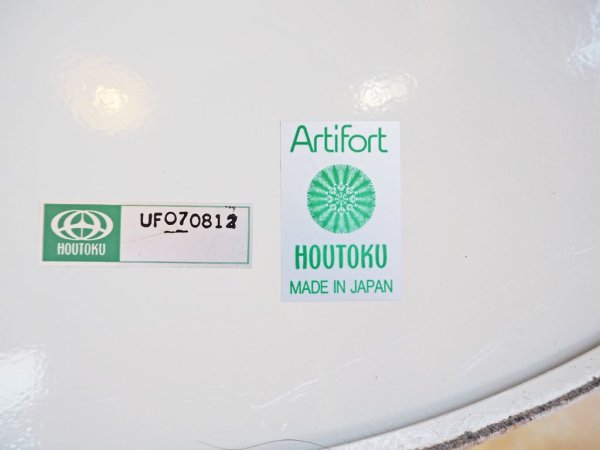 HOUTOKU
UF070812
Artifort
HOUTOKU
MADE IN JAPAN